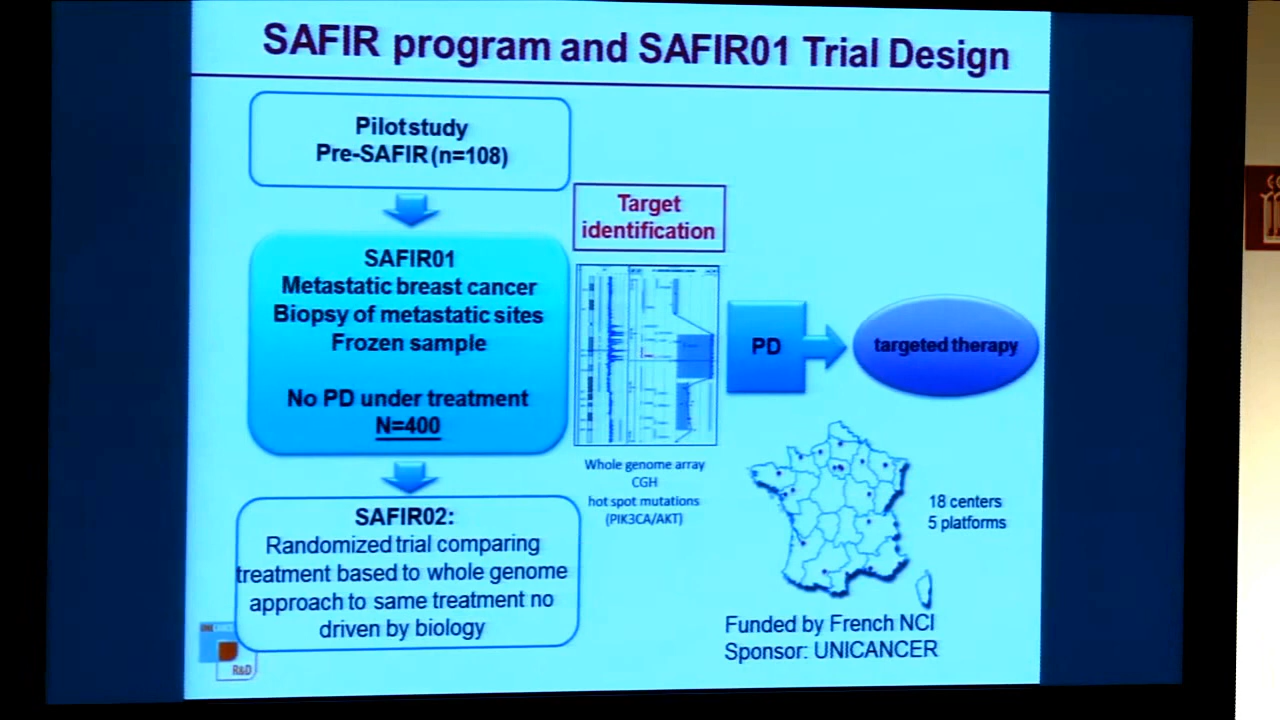 SAFIR program and SAFIR01 Trial Design
Pilot study
Pre-SAFIR (n=108)
SAFIR01
Metastatic breast cancer
Biopsy of metastatic sites
Frozen sample
No PD under treatment
N=400
SAFIR02:
Randomized trial comparing
treatment based to whole genome
approach to same treatment no
driven by biology
Target
identification
Whole genome array
CGH
hot spot mutations
(PIK3CA/AKT)
PD
targeted therapy
18 centers
5 platforms
Funded by French NCI
Sponsor: UNICANCER
R&D